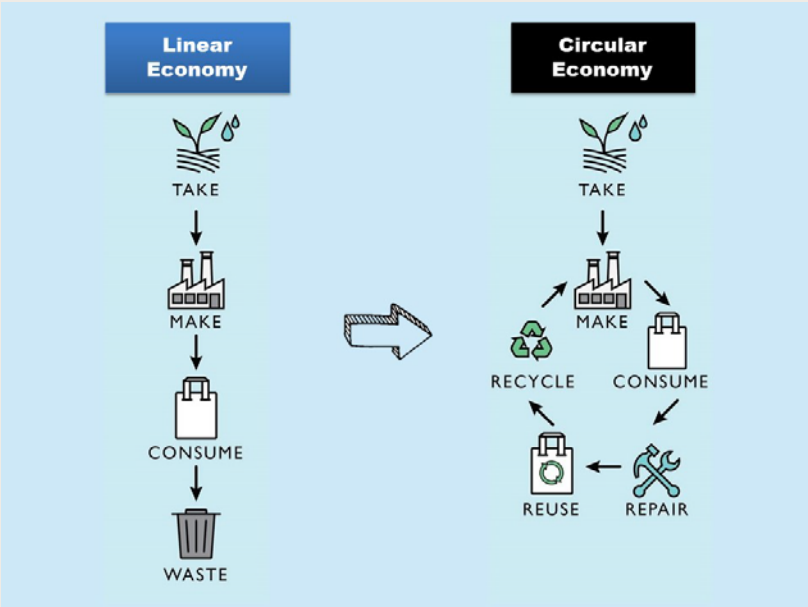 Linear
Economy
TAKE
MAKE
CONSUME
WASTE
Circular
Economy
TAKE
MAKE
CONSUME
REPAIR
REUSE
RECYCLE